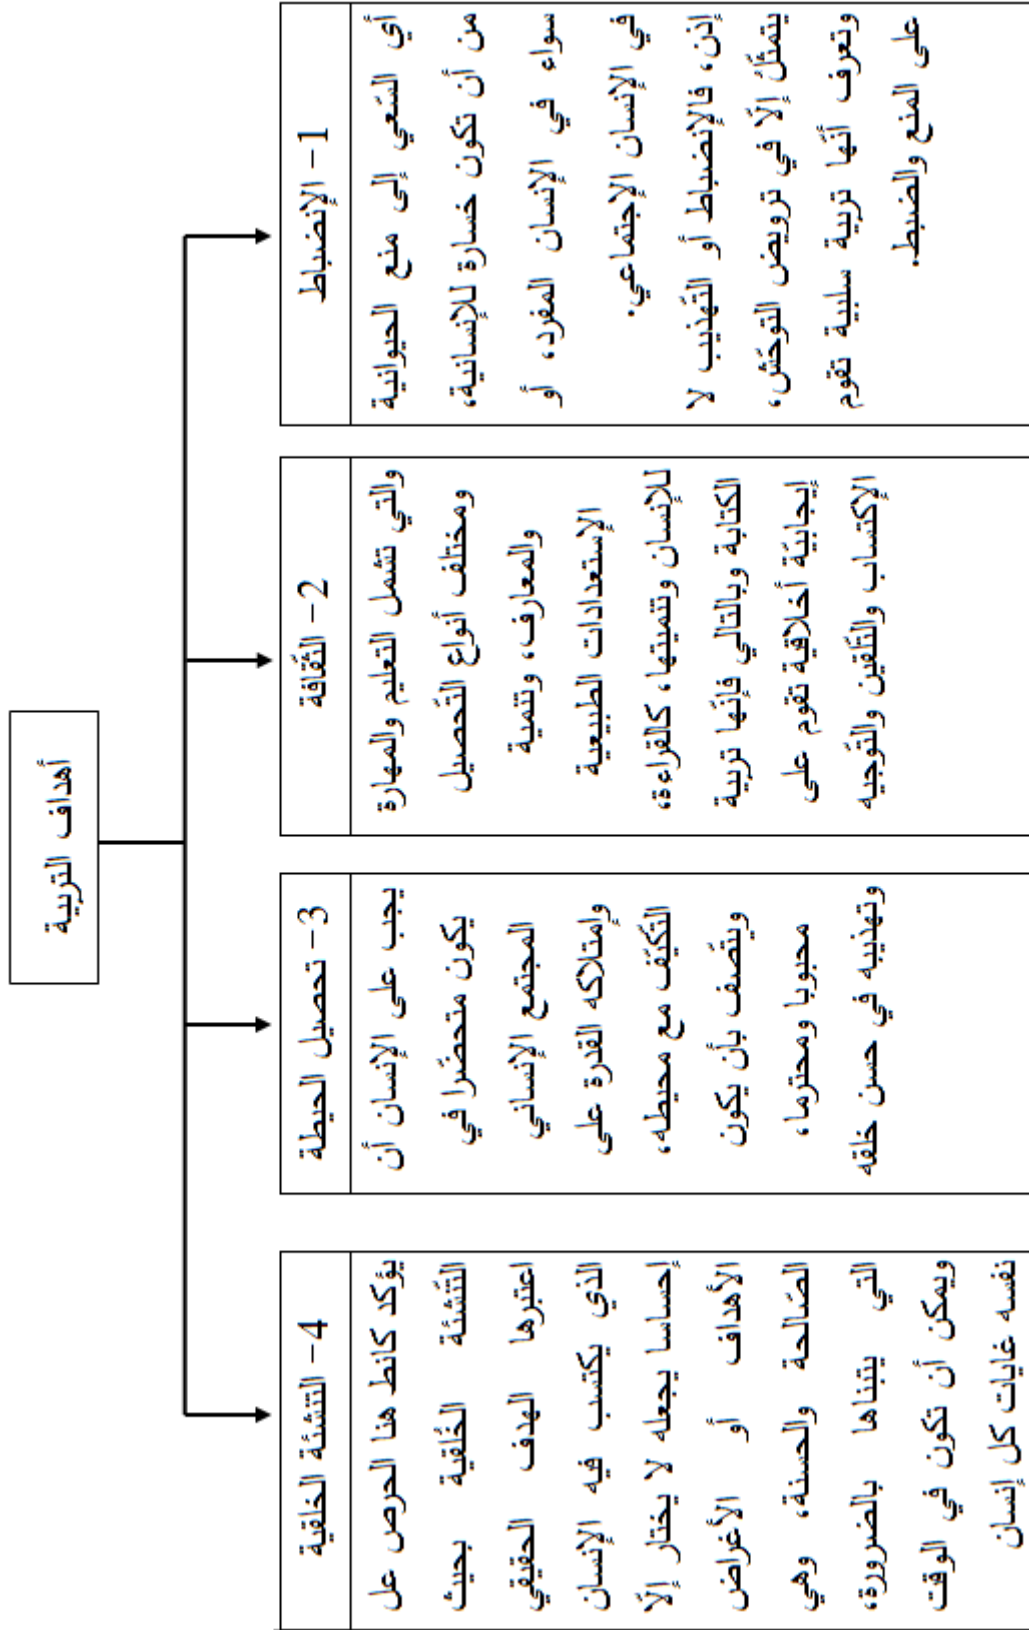 أهداف التربية
1- الإنضباط
أي السّعي إلى منع الحيوانية
من أن تكون خسارة للإنسانية،
سواء في الإنسان المفرد، أو
في الإنسان الإجتماعي.
إذن، فالإنضباط أو التّهذيب لا
يتمثّل إلّا في ترويض التوحّش،
وتعرف أنّها تربية سلبية تقوم
على المنع والضبط.
2- الثّقافة
والتي تشمل التعليم والمهارة
ومختلف أنواع التّحصيل
والمعارف، وتنمية
الإستعدادات الطبيعية
للإنسان وتنميتها، كالقراءة،
الكتابة وبالتالي فإنّها تربية
إيجابيّة أخلاقية تقوم على
الإكتساب والتّلقين والتّوجيه
3- تحصيل الحيطة
يجب على الإنسان أن
يكون متحضّرا في
المجتمع الإنساني
وإمتلاكه القدرة على
التّكيّف مع محيطه،
ويتّصف بأن يكون
محبوبا ومحترما،
وتهذيبه في حسن خلقه
4- التنشئة الخلقية
يؤكد كانط هنا الحرص عل
التّنشئة الخُلقية بحيث
اعتبرها الهدف الحقيقي
الذي يكتسب فيه الإنسان
إحساسا يجعله لا يختار إلّا
الأهداف أو الأغراض
الصّالحة والحسنة، وهي
التي يتبناها بالضرورة،
ويمكن أن تكون في الوقت
نفسه غايات كل إنسان